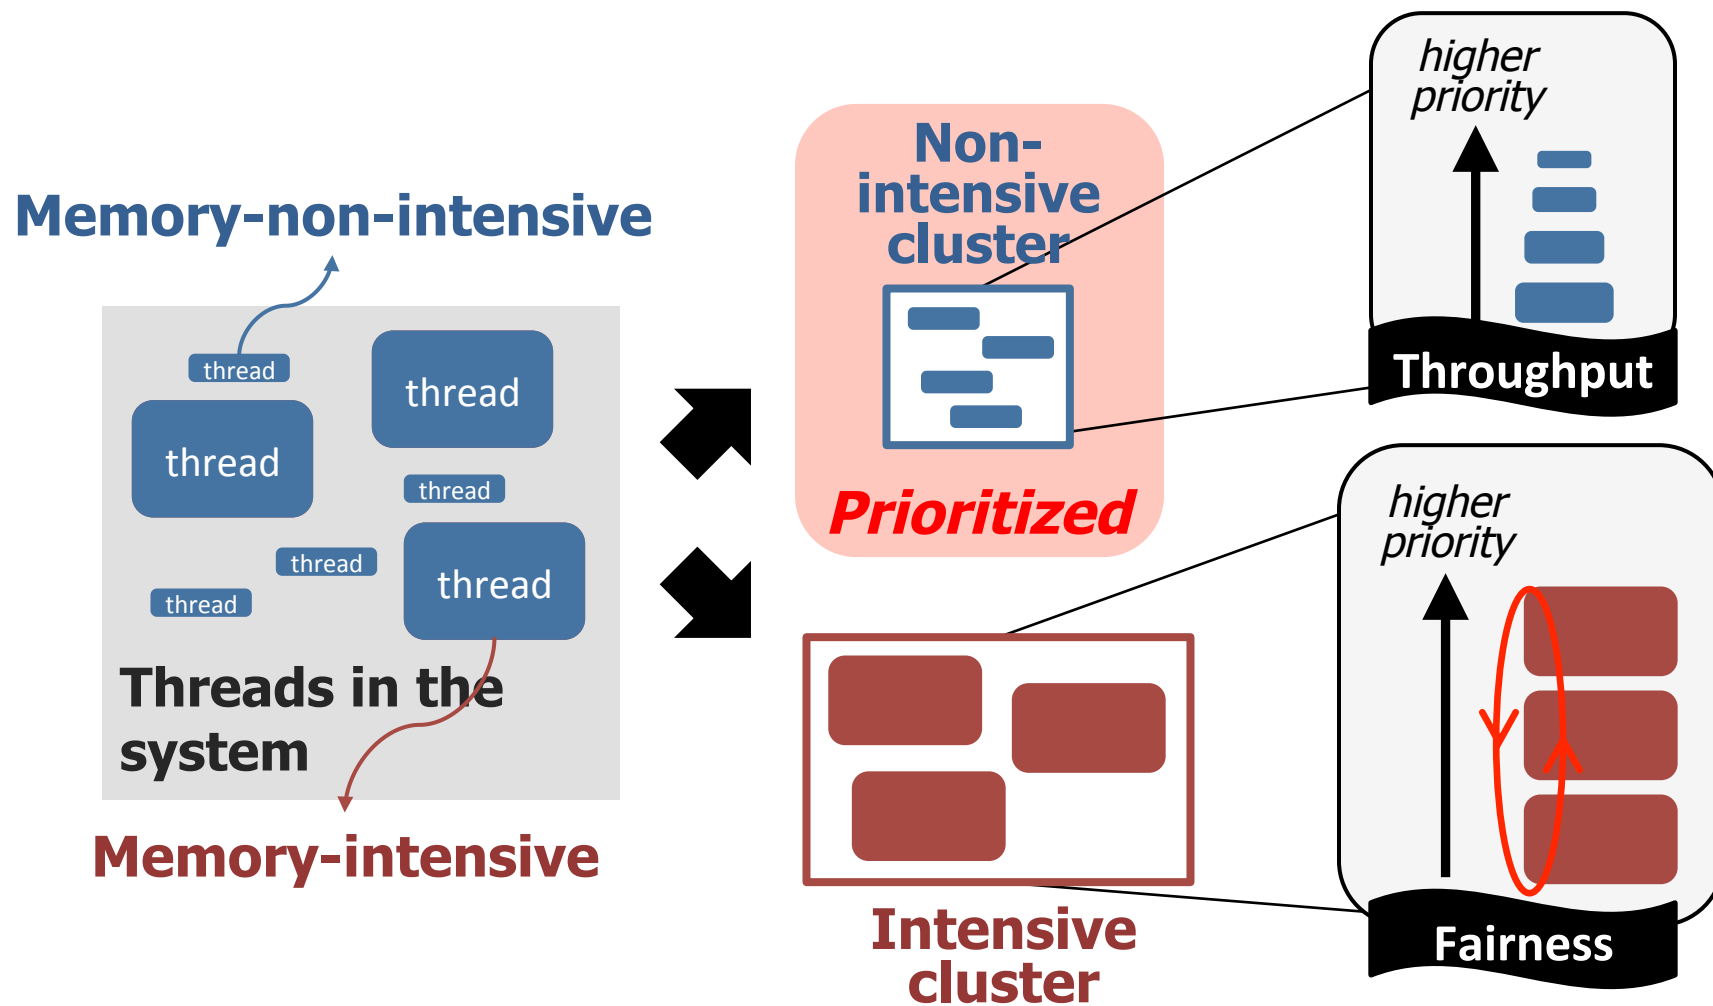 Memory-non-intensive
thread
thread
thread
thread
thread
thread
thread
Threads in the
system
Memory-intensive
Non-
intensive
cluster
Prioritized
Intensive
cluster
higher
priority
Throughput
higher
priority
Fairness